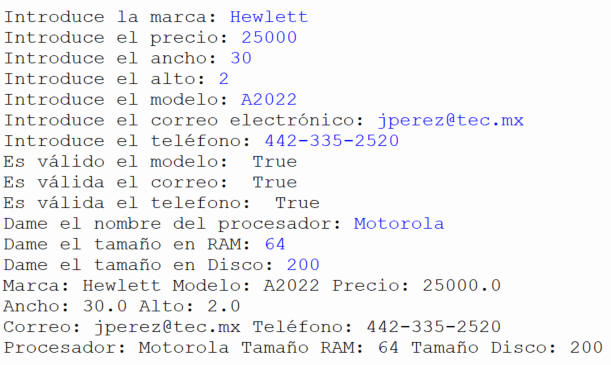 Introduce la marca: Hewlett
Introduce el precio: 25000
Introduce el ancho: 30
Introduce el alto: 2
Introduce el modelo: A2022
Introduce el correo electrónico: jperez@tec.mx
Introduce el teléfono: 442-335-2520
Es válido el modelo:  True
Es válida el correo:  True
Es válida el telefono:  True
Dame el nombre del procesador: Motorola
Dame el tamaño en RAM: 64
Dame el tamaño en Disco: 200
Marca: Hewlett Modelo: A2022 Precio: 25000.0
Ancho: 30.0 Alto: 2.0
Correo: jperez@tec.mx Teléfono: 442-335-2520
Procesador: Motorola Tamaño RAM: 64 Tamaño Disco: 200